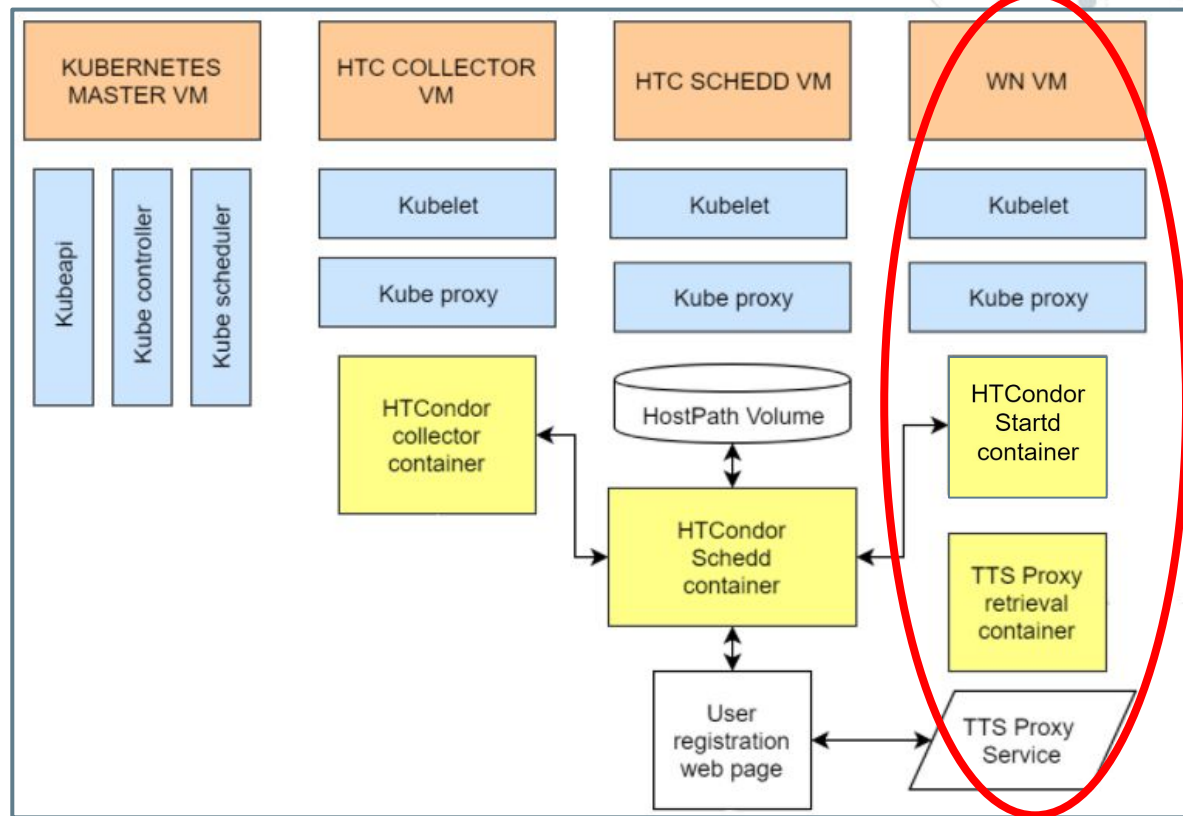 KUBERNETES
MASTER VM
HTC COLLECTOR
VM
HTC SCHEDD VM
WN VM
Kubeapi
Kube controller
Kube scheduler
Kubelet
Kubelet
Kubelet
Kube proxy
Kube proxy
Kube proxy
HTCondor
collector
container
HostPath Volume
HTCondor
Startd
container
HTCondor
Schedd
container
TTS Proxy
retrieval
container
User
registration
web page
TTS Proxy
Service